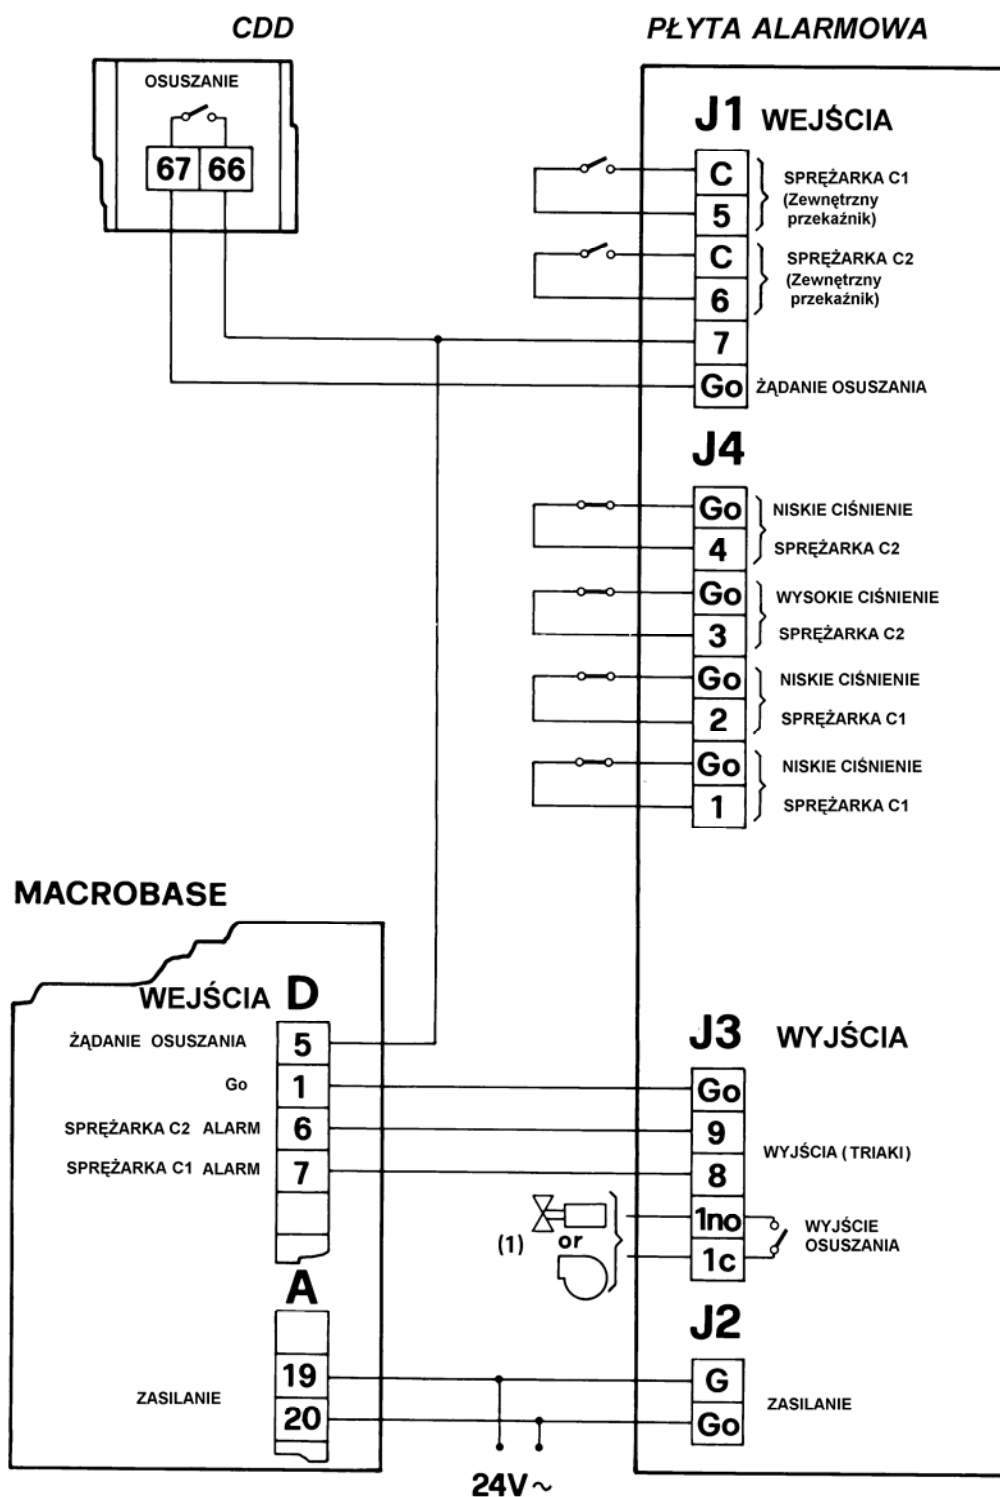 CDD
PŁYTA ALARMOWA
OSUSZANIE
67 66
J1 WEJŚCIA
C
SPRĘŻARKA C1
(Zewnętrzny
przekaźnik)
5
C
SPRĘŻARKA C2
(Zewnętrzny
przekaźnik)
6
7
Go ŻĄDANIE OSUSZANIA
J4
Go NISKIE CIŚNIENIE
4 SPRĘŻARKA C2
Go WYSOKIE CIŚNIENIE
3 SPRĘŻARKA C2
Go NISKIE CIŚNIENIE
2 SPRĘŻARKA C1
Go NISKIE CIŚNIENIE
1 SPRĘŻARKA C1
MACROBASE
WEJŚCIA D
ŻĄDANIE OSUSZANIA 5
Go 1
SPRĘŻARKA C2 ALARM 6
SPRĘŻARKA C1 ALARM 7
A
19
ZASILANIE
20
J3 WYJŚCIA
Go
9
WYJŚCIA (TRIAKI)
8
1no
WYJŚCIE
OSUSZANIA
1c
(1) or
J2
G
ZASILANIE
Go
24V~